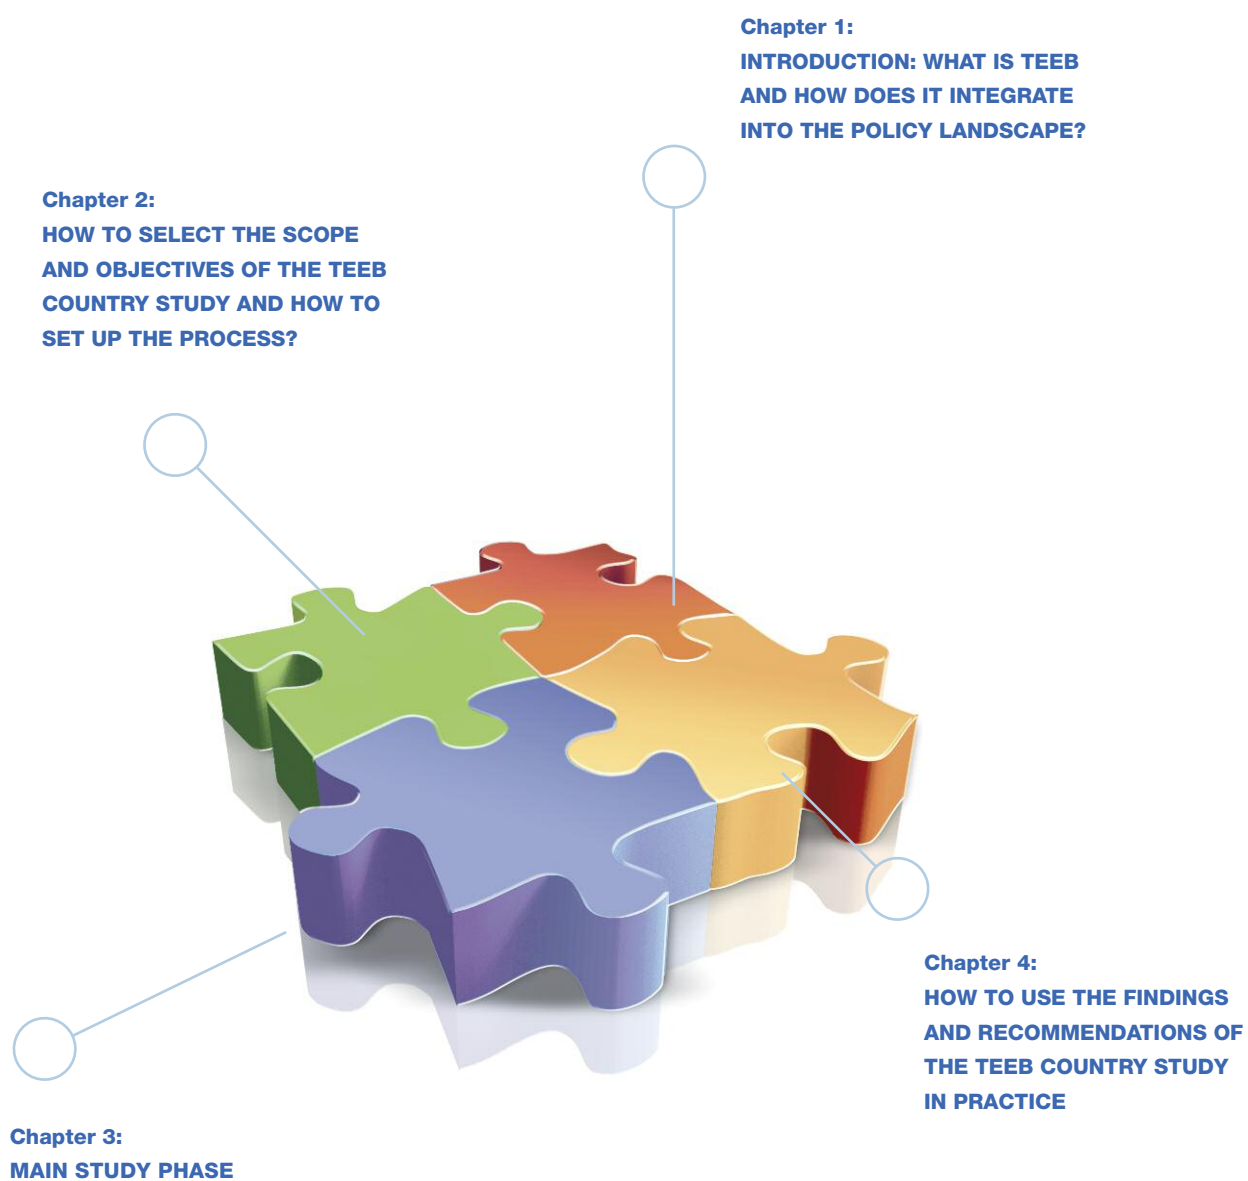 Chapter 1:
INTRODUCTION: WHAT IS TEEB
AND HOW DOES IT INTEGRATE
INTO THE POLICY LANDSCAPE?
Chapter 2:
HOW TO SELECT THE SCOPE
AND OBJECTIVES OF THE TEEB
COUNTRY STUDY AND HOW TO
SET UP THE PROCESS?
Chapter 3:
MAIN STUDY PHASE
Chapter 4:
HOW TO USE THE FINDINGS
AND RECOMMENDATIONS OF
THE TEEB COUNTRY STUDY
IN PRACTICE